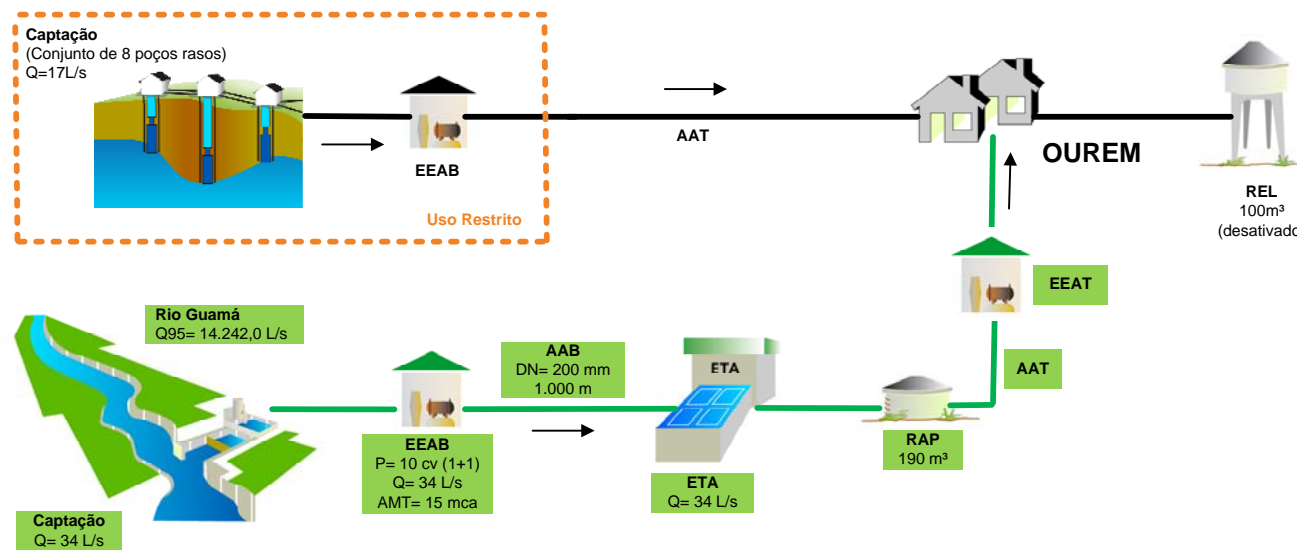 Captação
(Conjunto de 8 poços rasos)
Q=17L/s
EEAB
Uso Restrito
AAT
OUREM
REL
100m³
(desativado
EEAT
AAT
Rio Guamá
Q95= 14.242,0 L/s
AAB
DN= 200 mm
1.000 m
ETA
EEAB
P= 10 cv (1+1)
Q= 34 L/s
AMT= 15 mca
ETA
Q= 34 L/s
RAP
190 m³
Captação
Q= 34 L/s